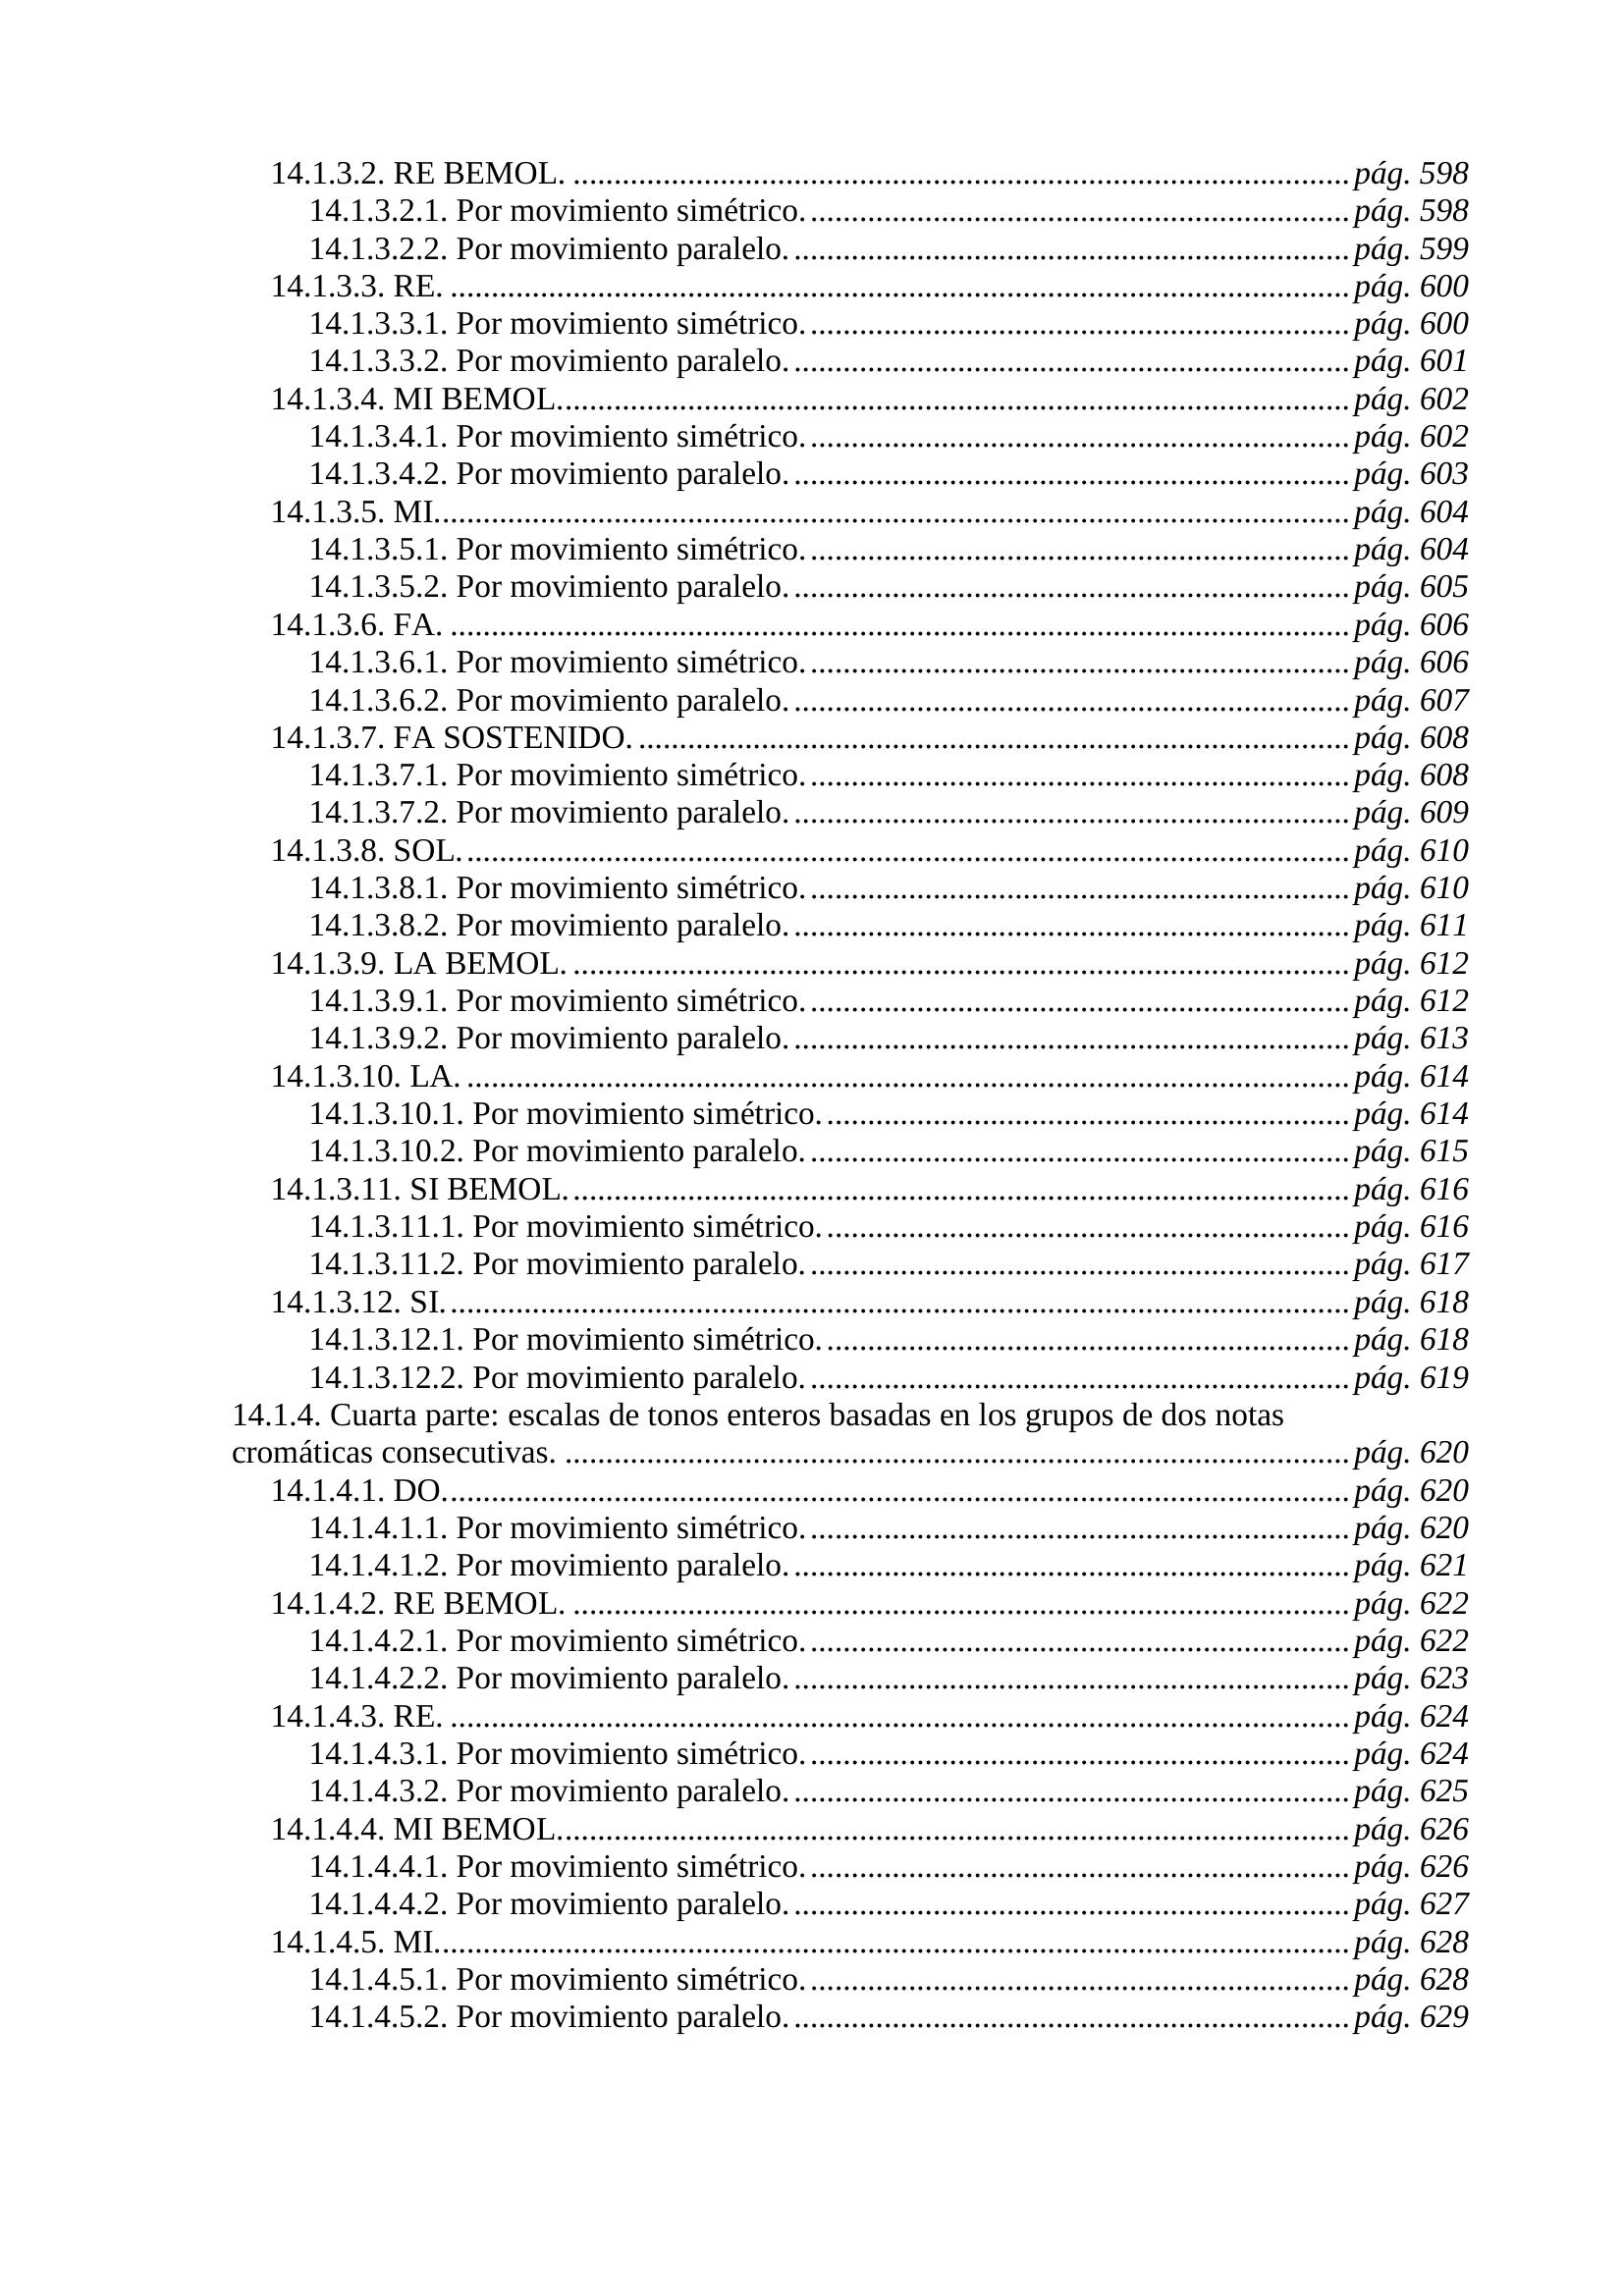 14.1.3.2. RE BEMOL. ........ pág. 598
14.1.3.2.1. Por movimiento simétrico. ........ pág. 598
14.1.3.2.2. Por movimiento paralelo. ........ pág. 599
14.1.3.3. RE. ........ pág. 600
14.1.3.3.1. Por movimiento simétrico. ........ pág. 600
14.1.3.3.2. Por movimiento paralelo. ........ pág. 601
14.1.3.4. MI BEMOL. ........ pág. 602
14.1.3.4.1. Por movimiento simétrico. ........ pág. 602
14.1.3.4.2. Por movimiento paralelo. ........ pág. 603
14.1.3.5. MI. ........ pág. 604
14.1.3.5.1. Por movimiento simétrico. ........ pág. 604
14.1.3.5.2. Por movimiento paralelo. ........ pág. 605
14.1.3.6. FA. ........ pág. 606
14.1.3.6.1. Por movimiento simétrico. ........ pág. 606
14.1.3.6.2. Por movimiento paralelo. ........ pág. 607
14.1.3.7. FA SOSTENIDO. ........ pág. 608
14.1.3.7.1. Por movimiento simétrico. ........ pág. 608
14.1.3.7.2. Por movimiento paralelo. ........ pág. 609
14.1.3.8. SOL. ........ pág. 610
14.1.3.8.1. Por movimiento simétrico. ........ pág. 610
14.1.3.8.2. Por movimiento paralelo. ........ pág. 611
14.1.3.9. LA BEMOL. ........ pág. 612
14.1.3.9.1. Por movimiento simétrico. ........ pág. 612
14.1.3.9.2. Por movimiento paralelo. ........ pág. 613
14.1.3.10. LA. ........ pág. 614
14.1.3.10.1. Por movimiento simétrico. ........ pág. 614
14.1.3.10.2. Por movimiento paralelo. ........ pág. 615
14.1.3.11. SI BEMOL. ........ pág. 616
14.1.3.11.1. Por movimiento simétrico. ........ pág. 616
14.1.3.11.2. Por movimiento paralelo. ........ pág. 617
14.1.3.12. SI. ........ pág. 618
14.1.3.12.1. Por movimiento simétrico. ........ pág. 618
14.1.3.12.2. Por movimiento paralelo. ........ pág. 619
14.1.4. Cuarta parte: escalas de tonos enteros basadas en los grupos de dos notas
cromáticas consecutivas. ........ pág. 620
14.1.4.1. DO. ........ pág. 620
14.1.4.1.1. Por movimiento simétrico. ........ pág. 620
14.1.4.1.2. Por movimiento paralelo. ........ pág. 621
14.1.4.2. RE BEMOL. ........ pág. 622
14.1.4.2.1. Por movimiento simétrico. ........ pág. 622
14.1.4.2.2. Por movimiento paralelo. ........ pág. 623
14.1.4.3. RE. ........ pág. 624
14.1.4.3.1. Por movimiento simétrico. ........ pág. 624
14.1.4.3.2. Por movimiento paralelo. ........ pág. 625
14.1.4.4. MI BEMOL. ........ pág. 626
14.1.4.4.1. Por movimiento simétrico. ........ pág. 626
14.1.4.4.2. Por movimiento paralelo. ........ pág. 627
14.1.4.5. MI. ........ pág. 628
14.1.4.5.1. Por movimiento simétrico. ........ pág. 628
14.1.4.5.2. Por movimiento paralelo. ........ pág. 629